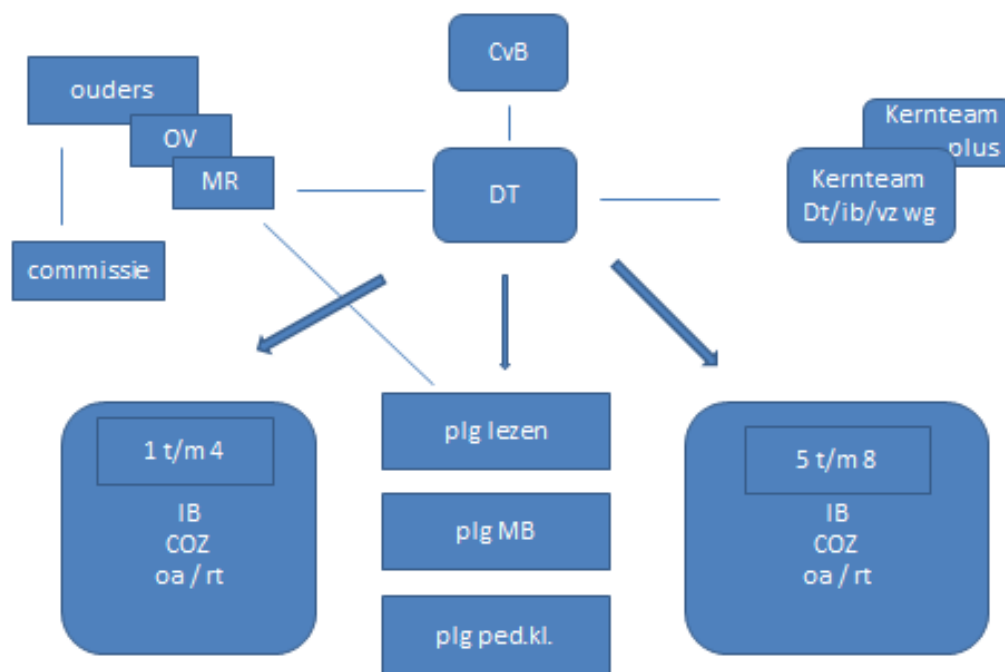 CvB
ouders
OV
MR
DT
Kernteam
plus
Kernteam
Dt/ib/vz wg
commissie
1 t/m 4
IB
COZ
oa / rt
plg lezen
plg MB
plg ped.kl.
5 t/m 8
IB
COZ
oa / rt